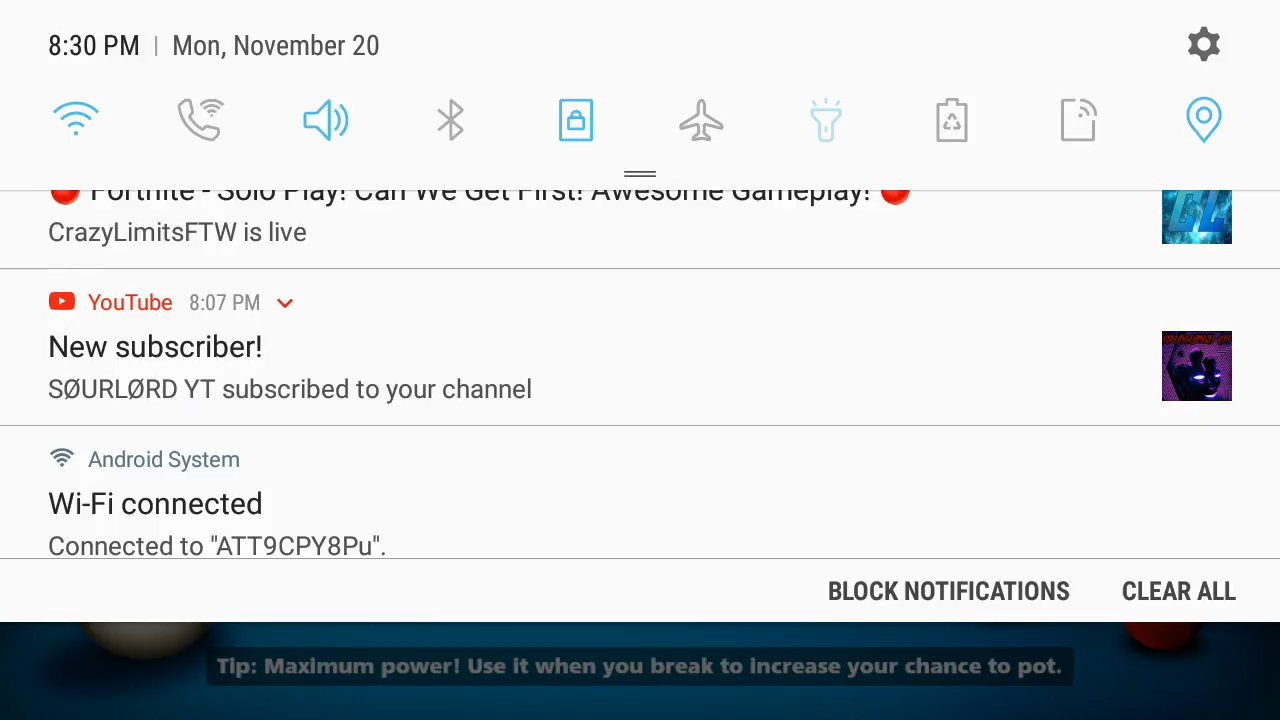 8:30 PM | Mon, November 20
🔴 Fortnite - Solo Play! Can We Get First! Awesome Gameplay! 🔴
CrazyLimitsFTW is live
YouTube 8:07 PM
New subscriber!
SØURLØRD YT subscribed to your channel
Android System
Wi-Fi connected
Connected to "ATT9CPY8Pu".
BLOCK NOTIFICATIONS CLEAR ALL
Tip: Maximum power! Use it when you break to increase your chance to pot.